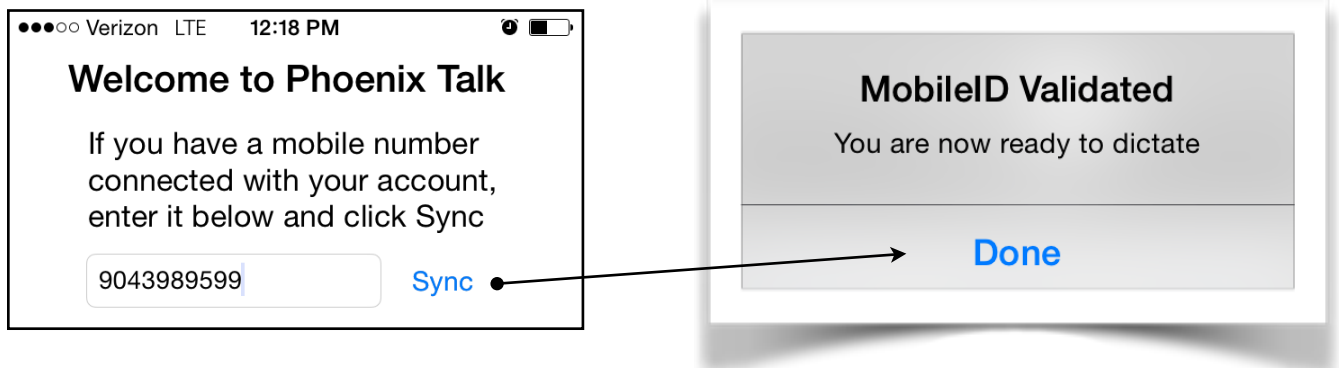 Verizon LTE 12:18 PM
Welcome to Phoenix Talk
If you have a mobile number
connected with your account,
enter it below and click Sync
9043989599 Sync
MobileID Validated
You are now ready to dictate
Done